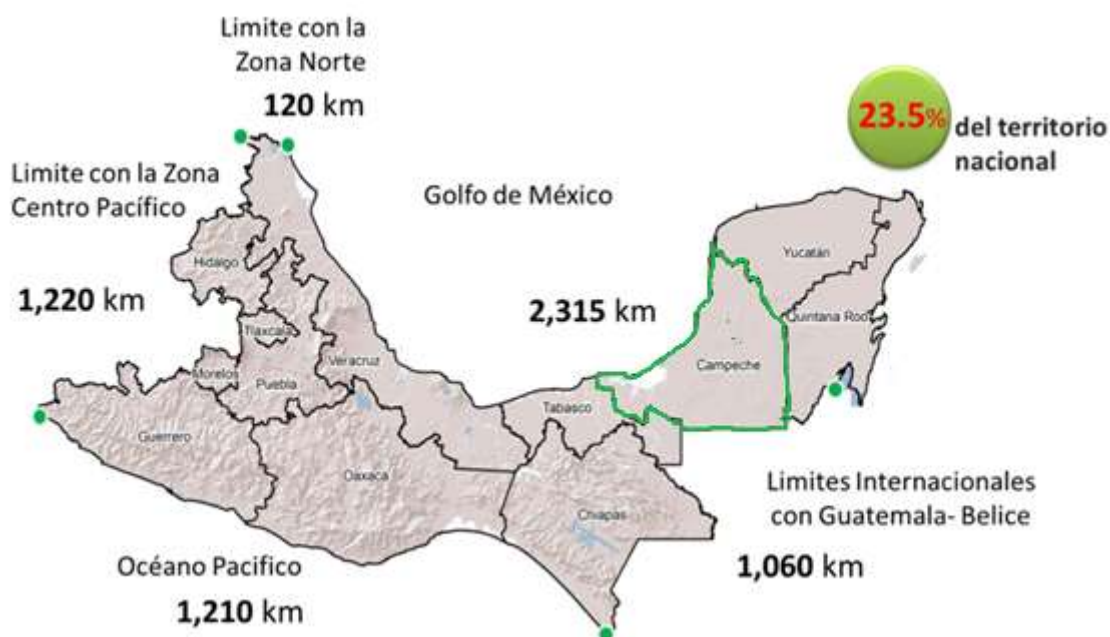 Limite con la
Zona Norte
120 km
23.5%
del territorio
nacional
Limite con la Zona
Centro Pacífico
1,220 km
Golfo de México
2,315 km
Hidalgo
Tlaxcala
Morelos
Puebla
Veracruz
Guerrero
Oaxaca
Tabasco
Chiapas
Campeche
Yucatán
Quintana Roo
Limites Internacionales
con Guatemala- Belice
1,060 km
Océano Pacifico
1,210 km